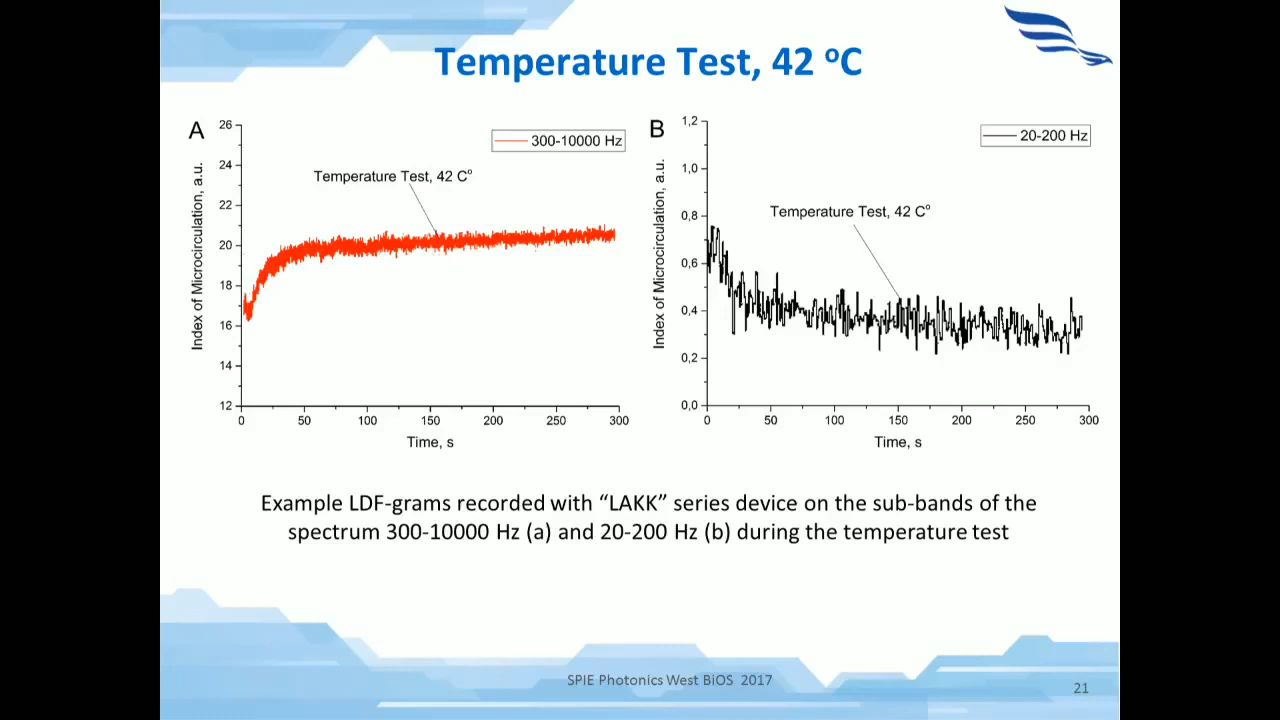 Temperature Test, 42 ºC
A
26
24
22
20
18
16
14
12
Index of Microcirculation, a.u.
300-10000 Hz
Temperature Test, 42 Cº
0 50 100 150 200 250 300
Time, s
B
1,2
1,0
0,8
0,6
0,4
0,2
0,0
Index of Microcirculation, a.u.
20-200 Hz
Temperature Test, 42 Cº
0 50 100 150 200 250 300
Time, s
Example LDF-grams recorded with “LAKK” series device on the sub-bands of the
spectrum 300-10000 Hz (a) and 20-200 Hz (b) during the temperature test
SPIE Photonics West BiOS 2017
21